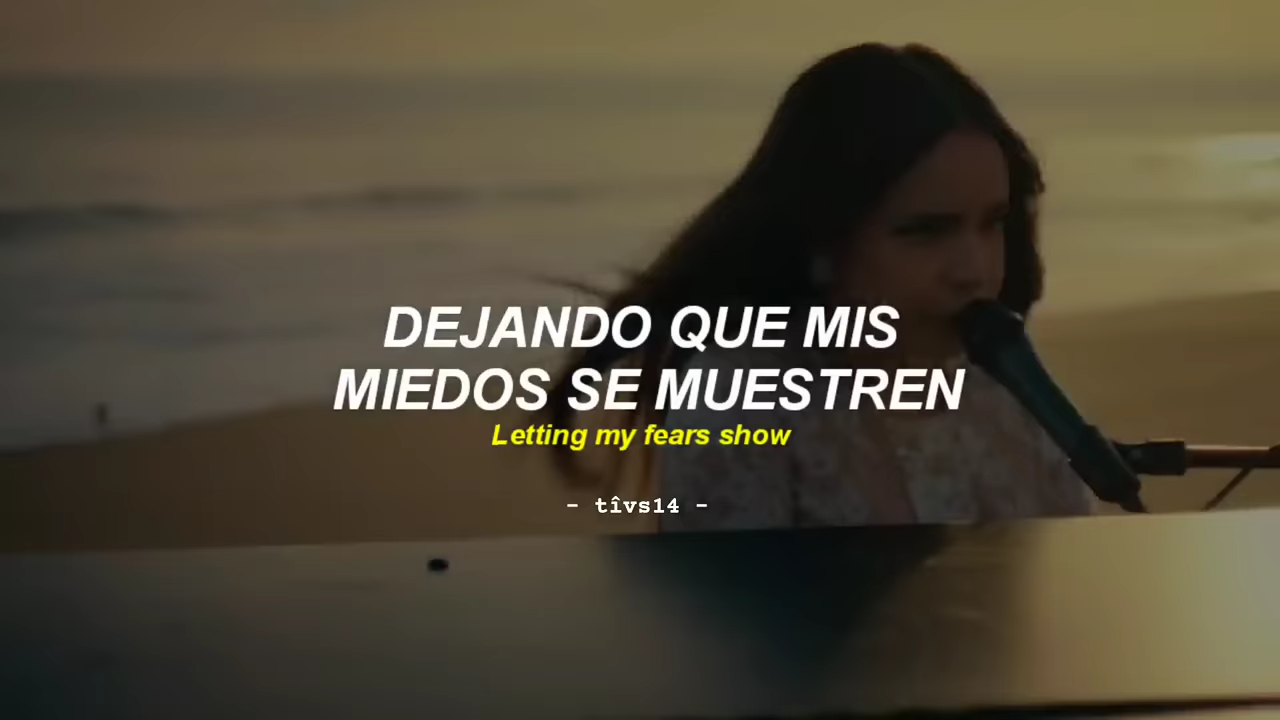 DEJANDO QUE MIS
MIEDOS SE MUESTREN
Letting my fears show
- tîvs14 -